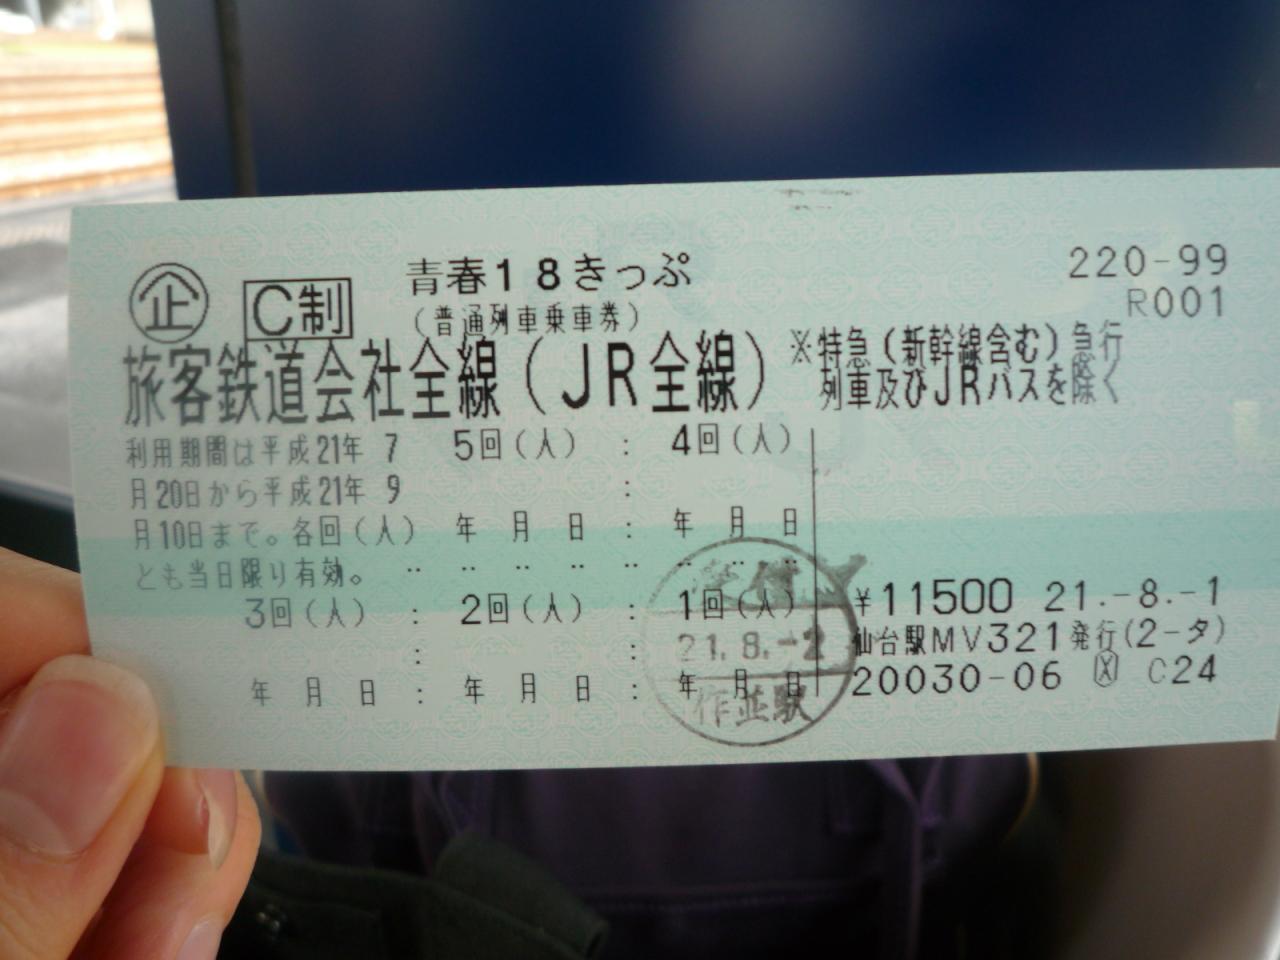 企 C制 青春18きっぷ 220-99
(普通列車乗車券) R001
旅客鉄道会社全線(JR全線) ※特急(新幹線含む)急行
列車及びJRバスを除く
利用期間は平成21年 7
月20日から平成21年 9
月10日まで。各回(人)
とも当日限り有効。
5回(人) : 4回(人)
:
年 月 日 : 年 月 日
3回(人) : 2回(人) : 1回(人)
: :
年 月 日 : 年 月 日 : 年 月 日
21.8.-2
作並駅
¥11500 21.-8.-1
仙台駅MV321発行(2-タ)
20030-06 X C24